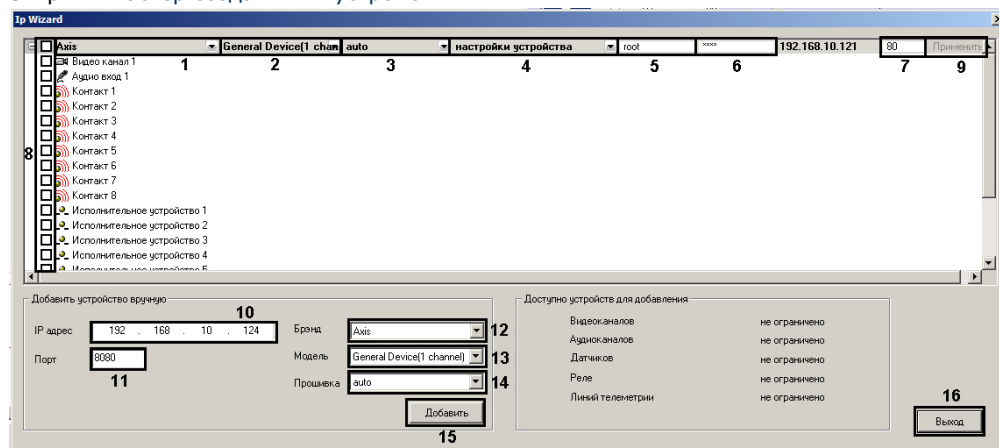 Ip Wizard
Axis General Device(1 chan auto настройки устройства root **** 192.168.10.121 80 Применить
1 2 3 4 5 6 7 9
Видео канал 1
Аудио вход 1
Контакт 1
Контакт 2
Контакт 3
Контакт 4
8 Контакт 5
Контакт 6
Контакт 7
Контакт 8
Исполнительное устройство 1
Исполнительное устройство 2
Исполнительное устройство 3
Исполнительное устройство 4
Исполнительное устройство 5
Добавить устройство вручную
10
IP адрес 192 . 168 . 10 . 124
Порт 8080
11
Брэнд Axis 12
Модель General Device(1 channel) 13
Прошивка auto 14
Добавить
15
Доступно устройств для добавления
Видеоканалов не ограничено
Аудиоканалов не ограничено
Датчиков не ограничено
Реле не ограничено
Линий телеметрии не ограничено
16
Выход